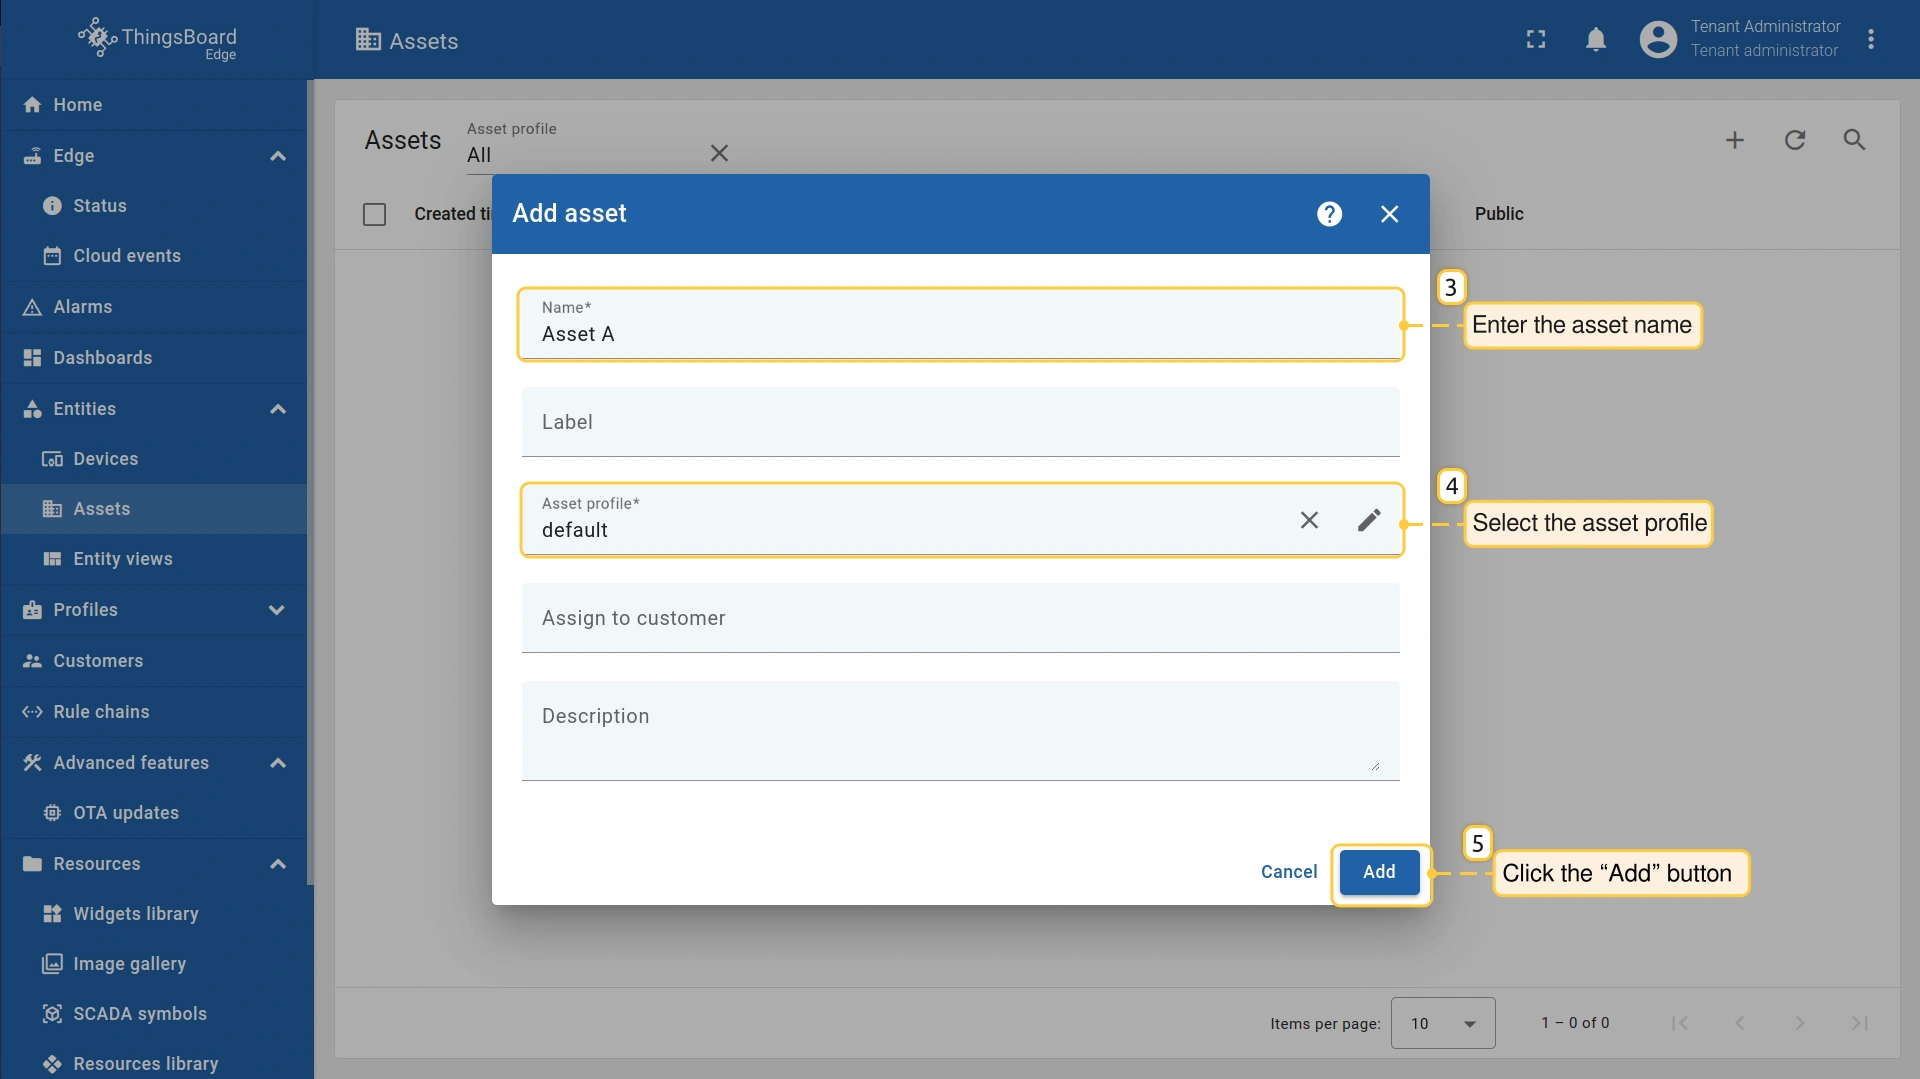 ThingsBoard
Edge
Assets
Tenant Administrator
Tenant administrator
Home
Edge
Status
Cloud events
Alarms
Dashboards
Entities
Devices
Assets
Entity views
Profiles
Customers
Rule chains
Advanced features
OTA updates
Resources
Widgets library
Image gallery
SCADA symbols
Resources library
Assets
Asset profile
All
Created ti
Public
Add asset
?
Name*
Asset A
3
Enter the asset name
Label
Asset profile*
default
4
Select the asset profile
Assign to customer
Description
Cancel
Add
5
Click the “Add” button
Items per page:
10
1 – 0 of 0